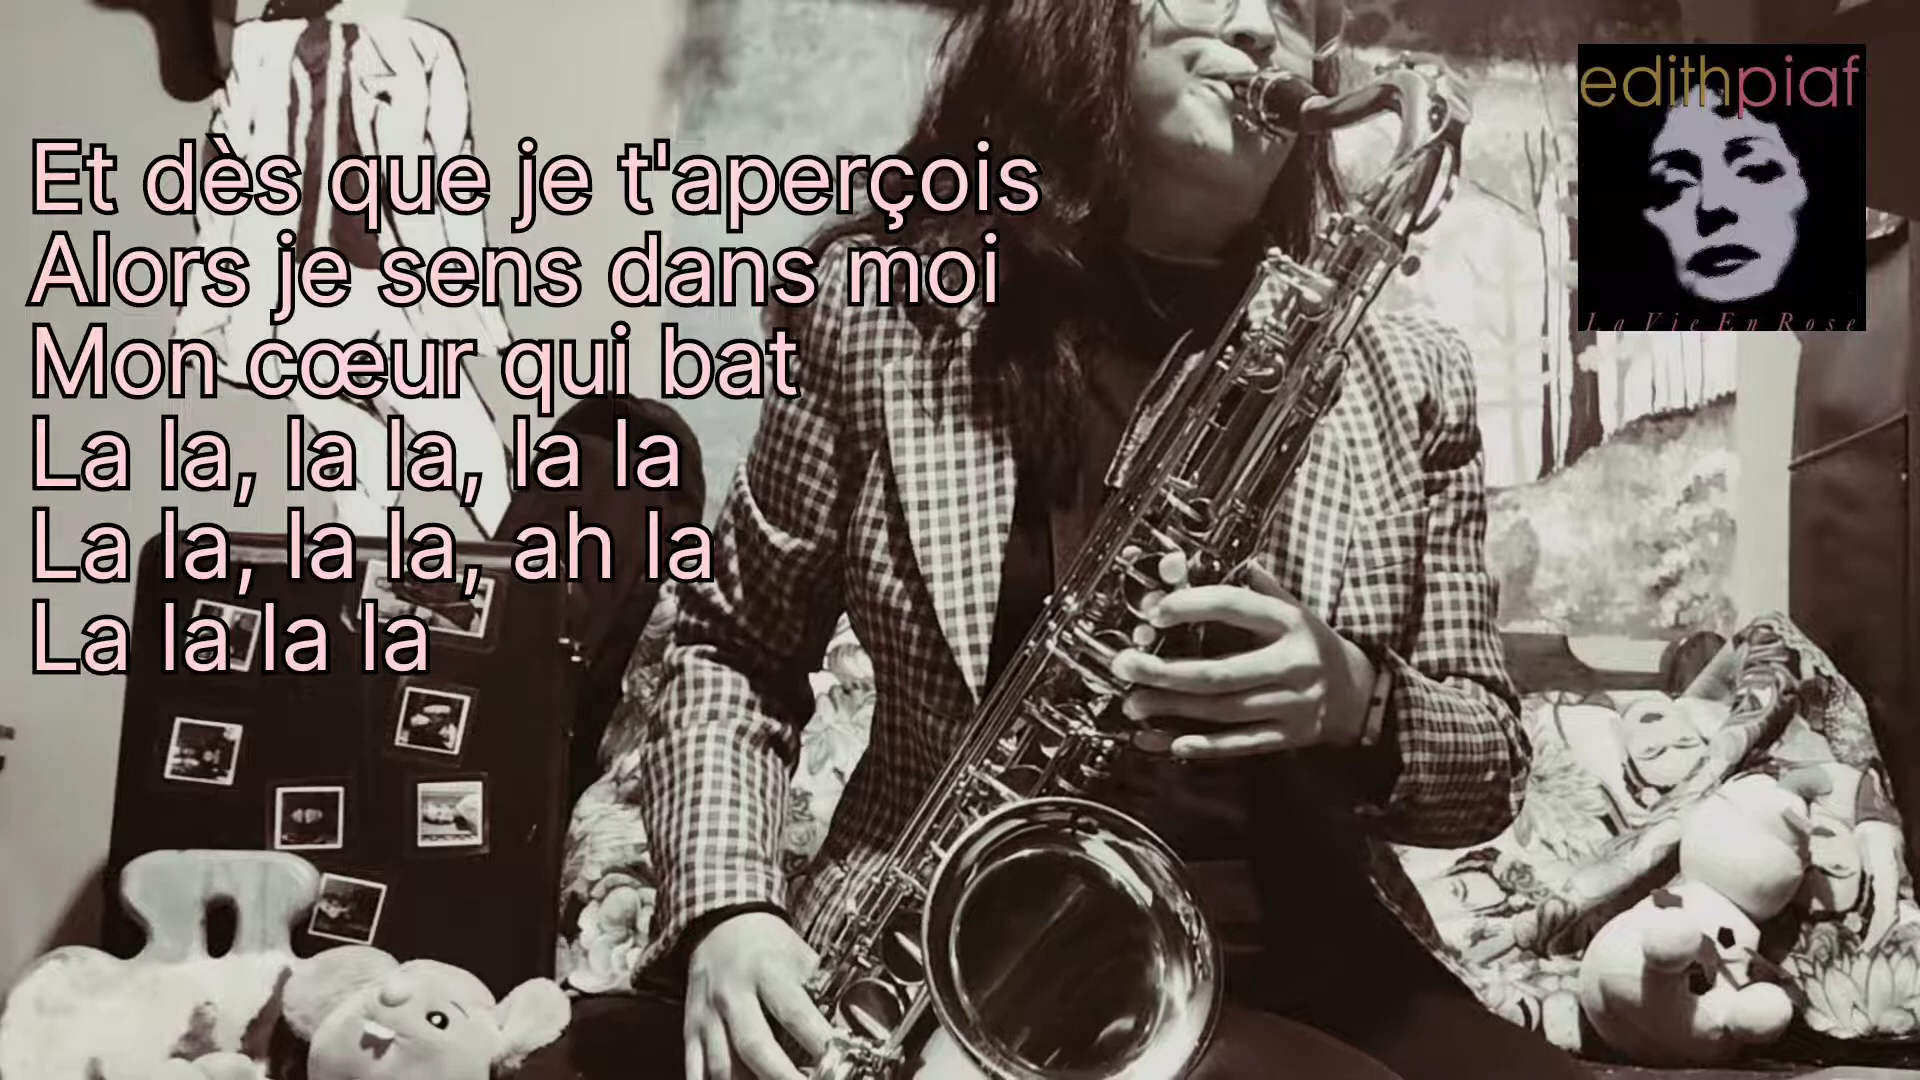 edithpiaf
La Vie En Rose
Et dès que je t'aperçois
Alors je sens dans moi
Mon cœur qui bat
La la, la la, la la
La la, la la, ah la
La la la la